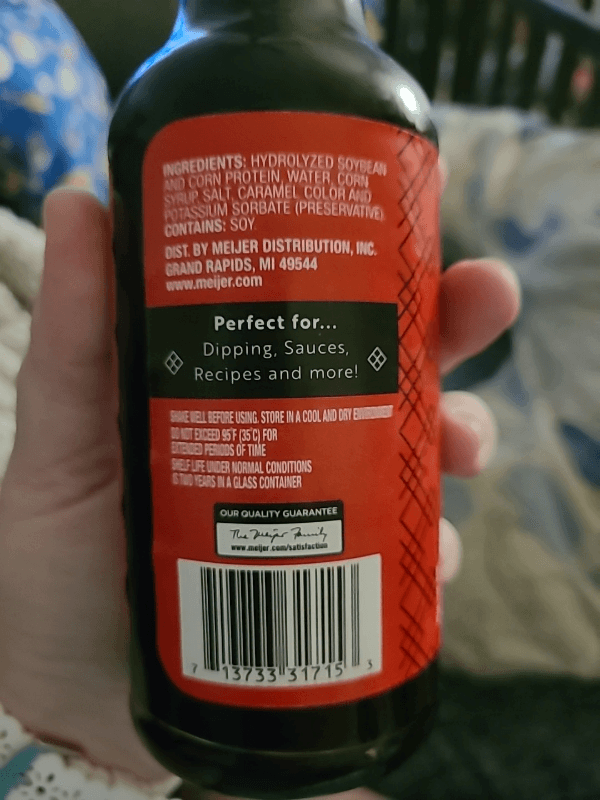 INGREDIENTS: HYDROLYZED SOYBEAN
AND CORN PROTEIN, WATER, CORN
SYRUP, SALT, CARAMEL COLOR AND
POTASSIUM SORBATE (PRESERVATIVE).
CONTAINS: SOY.
DIST. BY MEIJER DISTRIBUTION, INC.
GRAND RAPIDS, MI 49544
www.meijer.com
Perfect for...
Dipping, Sauces,
Recipes and more!
SHAKE WELL BEFORE USING. STORE IN A COOL AND DRY ENVIRONMENT
DO NOT EXCEED 95°F (35°C) FOR
EXTENDED PERIODS OF TIME
SHELF LIFE UNDER NORMAL CONDITIONS
IS TWO YEARS IN A GLASS CONTAINER
OUR QUALITY GUARANTEE
The Meijer Family
www.meijer.com/satisfaction
7 13733 31715 3